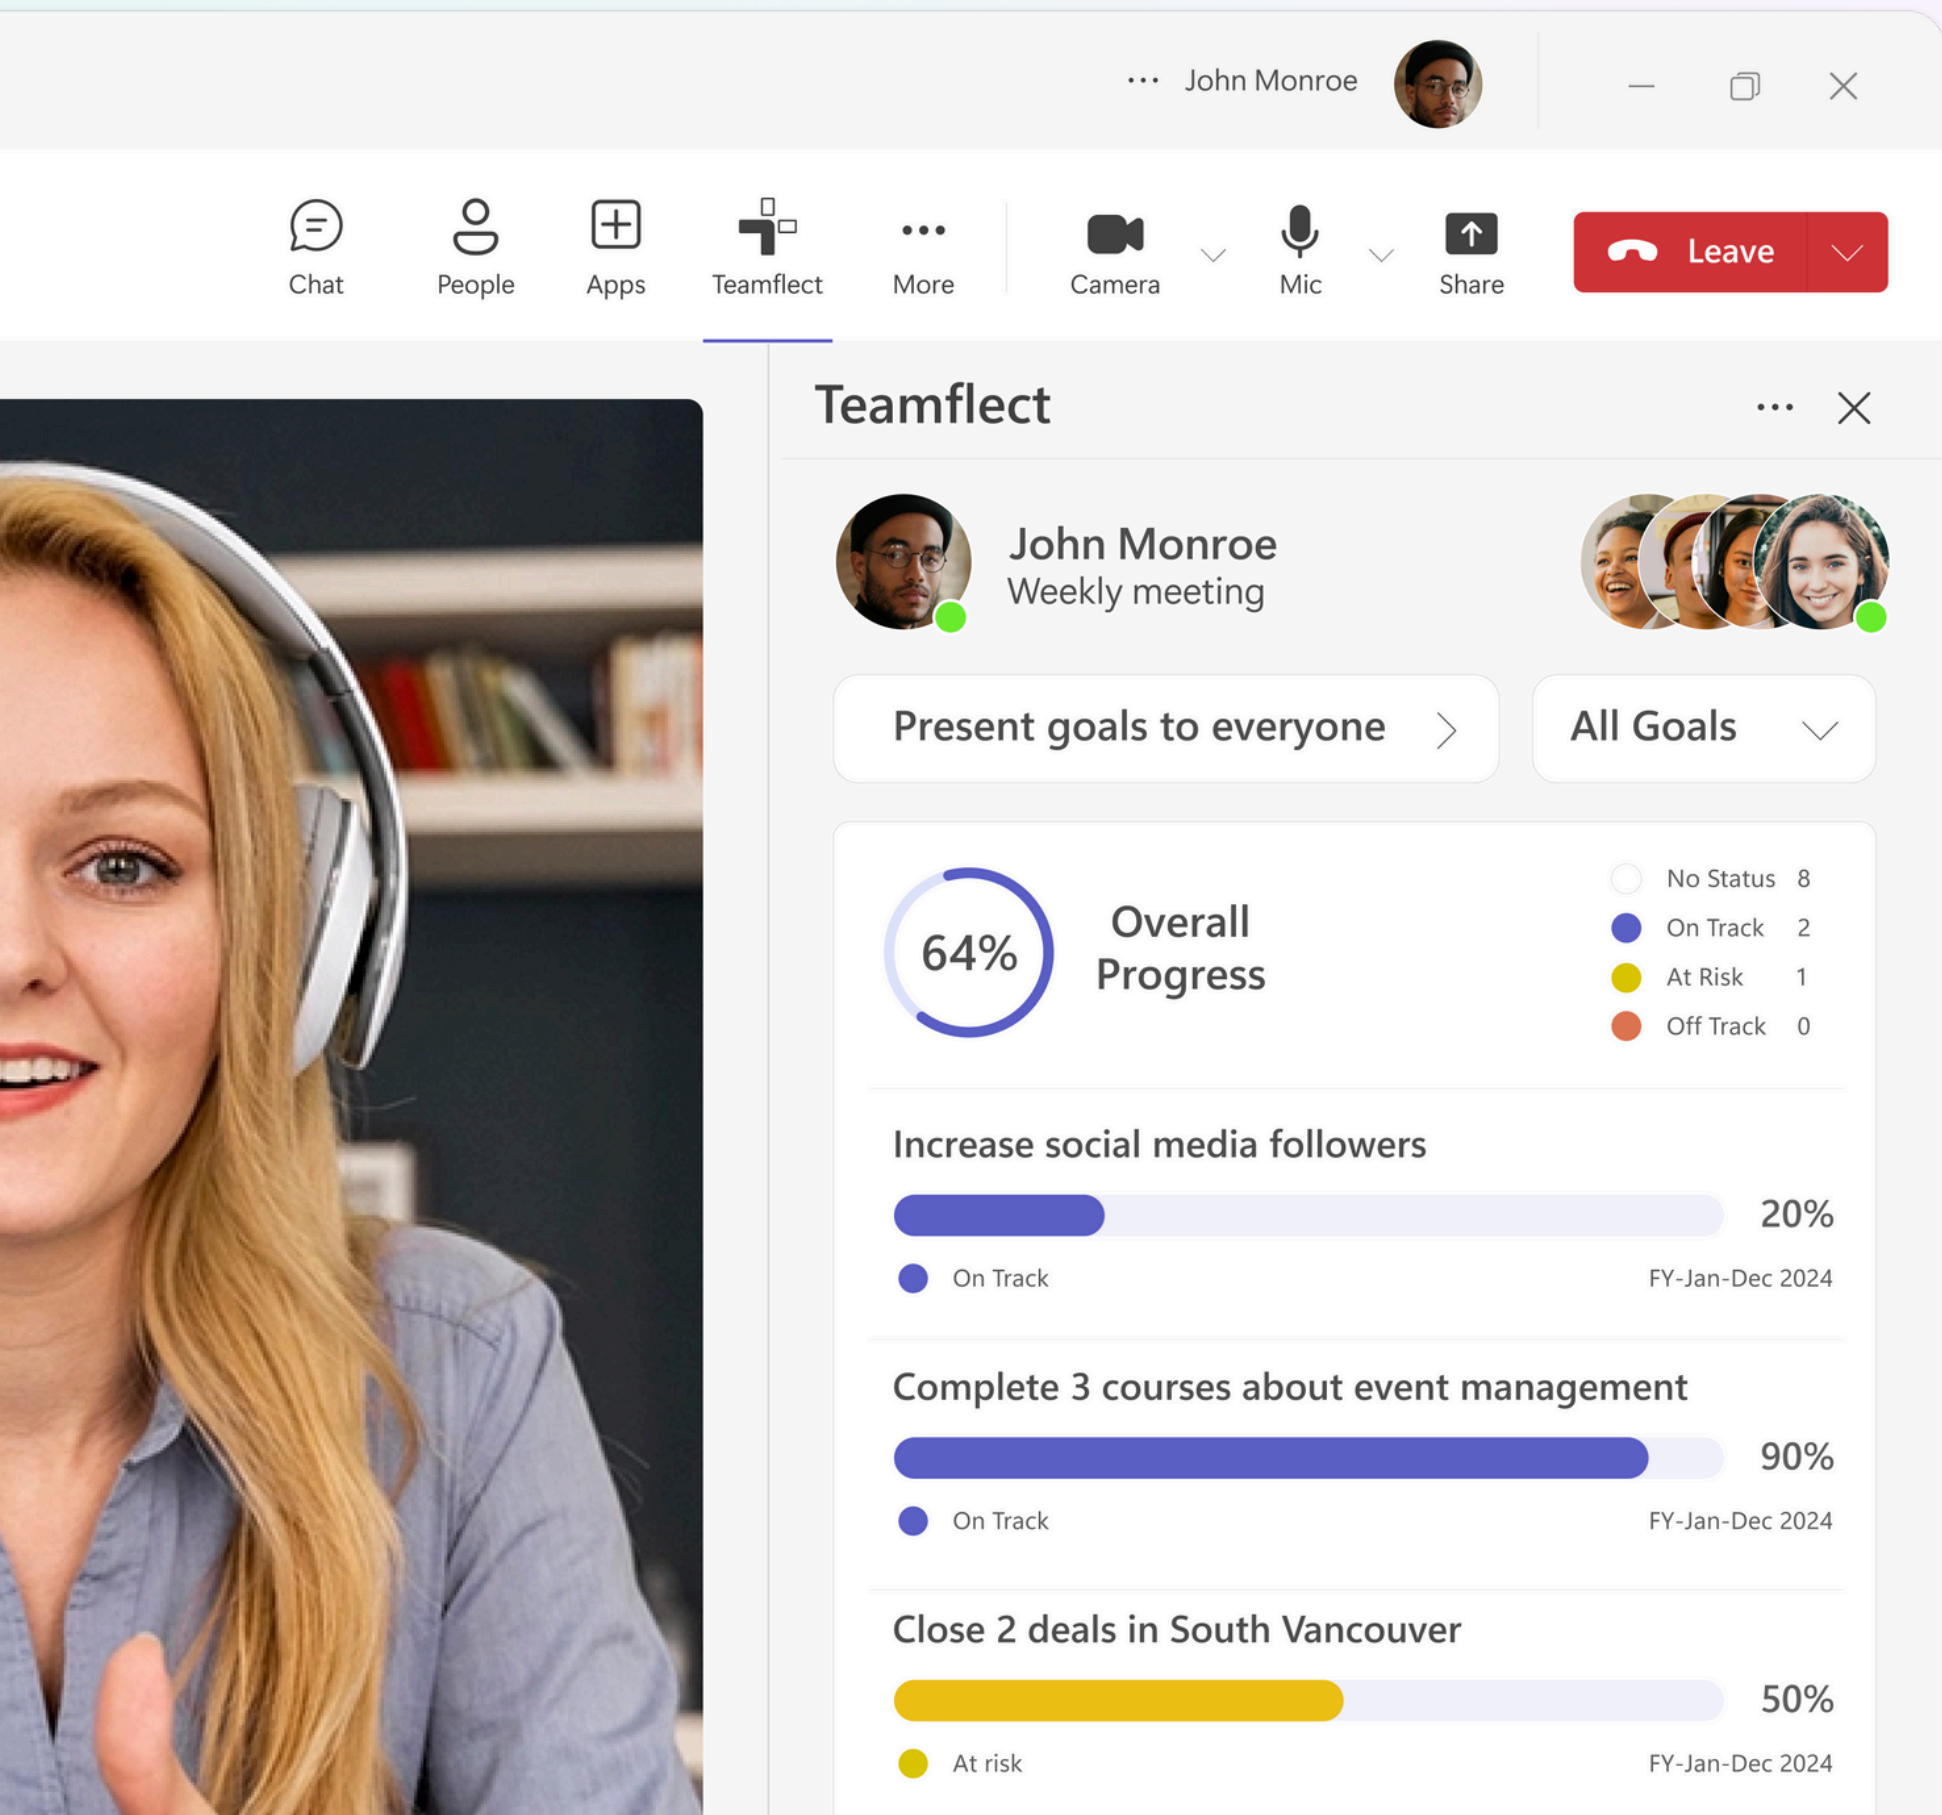 John Monroe
Chat
People
Apps
Teamflect
More
Camera
Mic
Share
Leave
Teamflect
John Monroe
Weekly meeting
Present goals to everyone
All Goals
64%
Overall
Progress
No Status 8
On Track 2
At Risk 1
Off Track 0
Increase social media followers
20%
On Track
FY-Jan-Dec 2024
Complete 3 courses about event management
90%
On Track
FY-Jan-Dec 2024
Close 2 deals in South Vancouver
50%
At risk
FY-Jan-Dec 2024